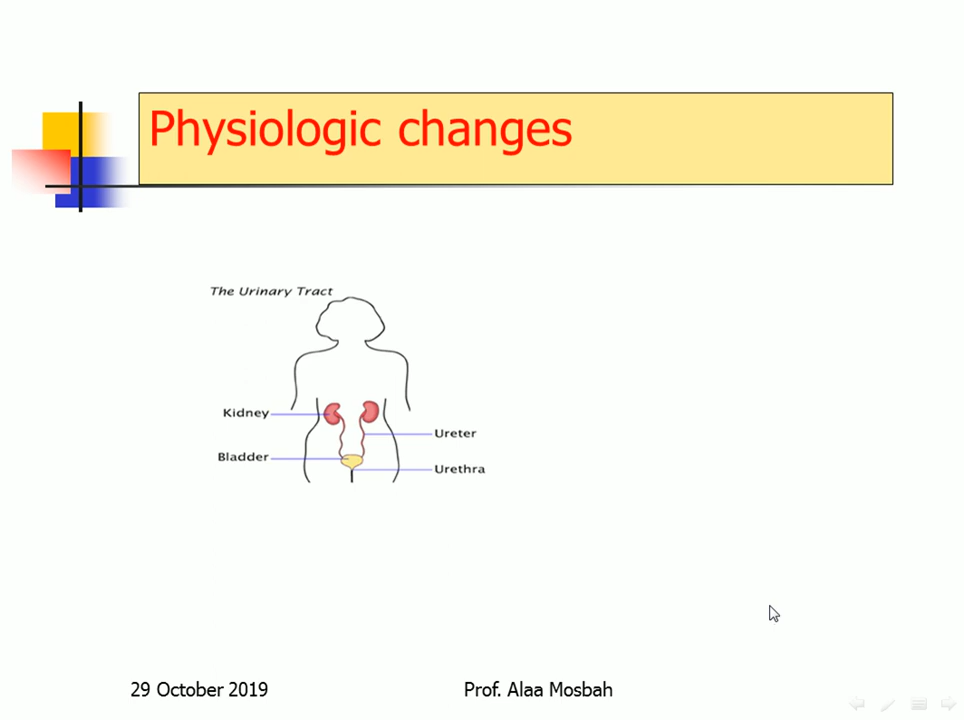 Physiologic changes
The Urinary Tract
Kidney
Ureter
Bladder
Urethra
29 October 2019
Prof. Alaa Mosbah